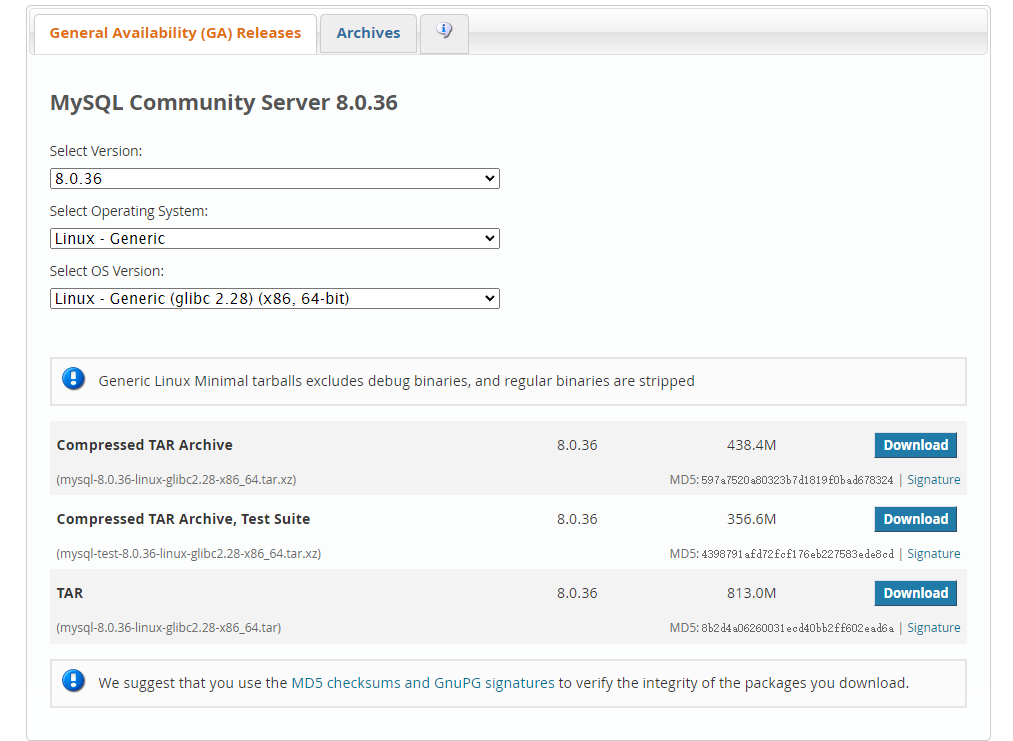 General Availability (GA) Releases
Archives
MySQL Community Server 8.0.36
Select Version:
8.0.36
Select Operating System:
Linux - Generic
Select OS Version:
Linux - Generic (glibc 2.28) (x86, 64-bit)
Generic Linux Minimal tarballs excludes debug binaries, and regular binaries are stripped
Compressed TAR Archive 8.0.36 438.4M Download
(mysql-8.0.36-linux-glibc2.28-x86_64.tar.xz) MD5: 597a7520a80323b7d1819f0bad678324 | Signature
Compressed TAR Archive, Test Suite 8.0.36 356.6M Download
(mysql-test-8.0.36-linux-glibc2.28-x86_64.tar.xz) MD5: 4398791afd72fcf176eb227583ede8cd | Signature
TAR 8.0.36 813.0M Download
(mysql-8.0.36-linux-glibc2.28-x86_64.tar) MD5: 8b2d4a06260031ecd40bb2ff602ead6a | Signature
We suggest that you use the MD5 checksums and GnuPG signatures to verify the integrity of the packages you download.